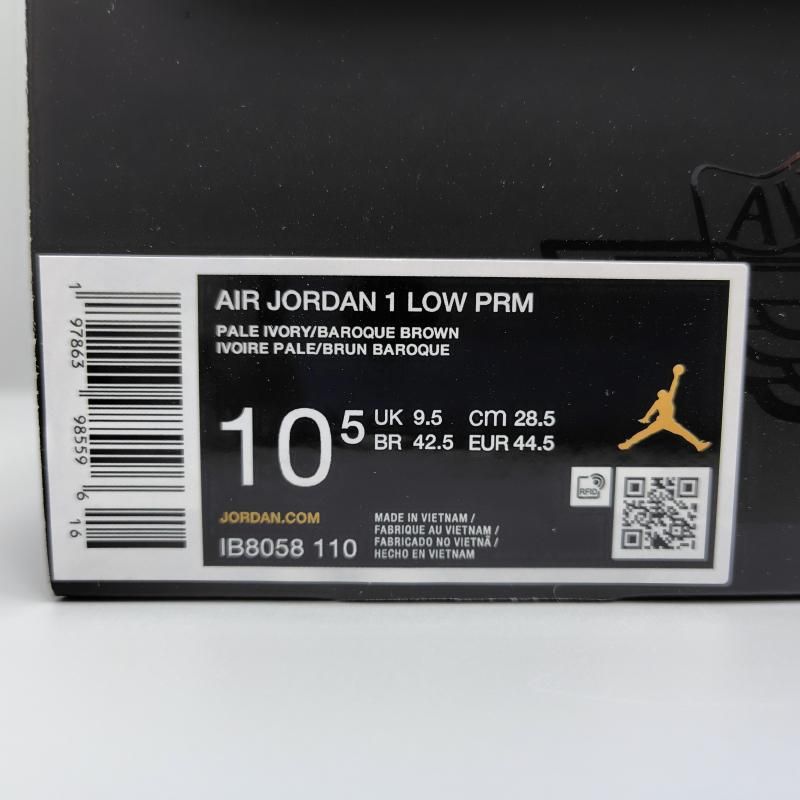 AIR JORDAN 1 LOW PRM
PALE IVORY/BAROQUE BROWN
IVOIRE PALE/BRUN BAROQUE
10 5
UK 9.5 cm 28.5
BR 42.5 EUR 44.5
JORDAN.COM
IB8058 110
MADE IN VIETNAM /
FABRIQUE AU VIETNAM /
FABRICADO NO VIETNÃ /
HECHO EN VIETNAM
RFID
1 97863 98559 6 16